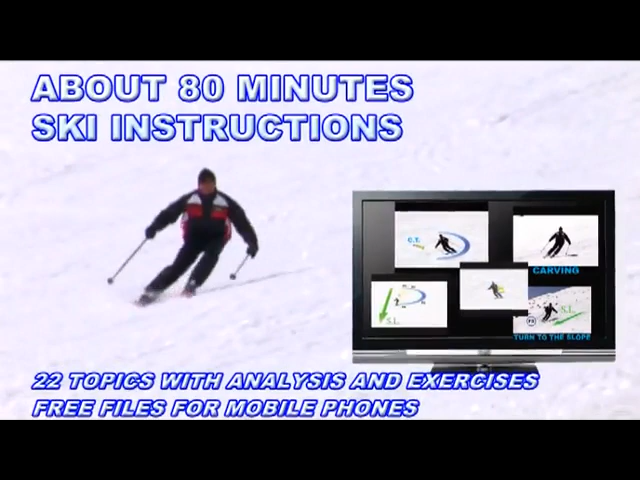 ABOUT 80 MINUTES
SKI INSTRUCTIONS
C.T.
CARVING
S.L.
S.L.
TURN TO THE SLOPE
22 TOPICS WITH ANALYSIS AND EXERCISES
FREE FILES FOR MOBILE PHONES